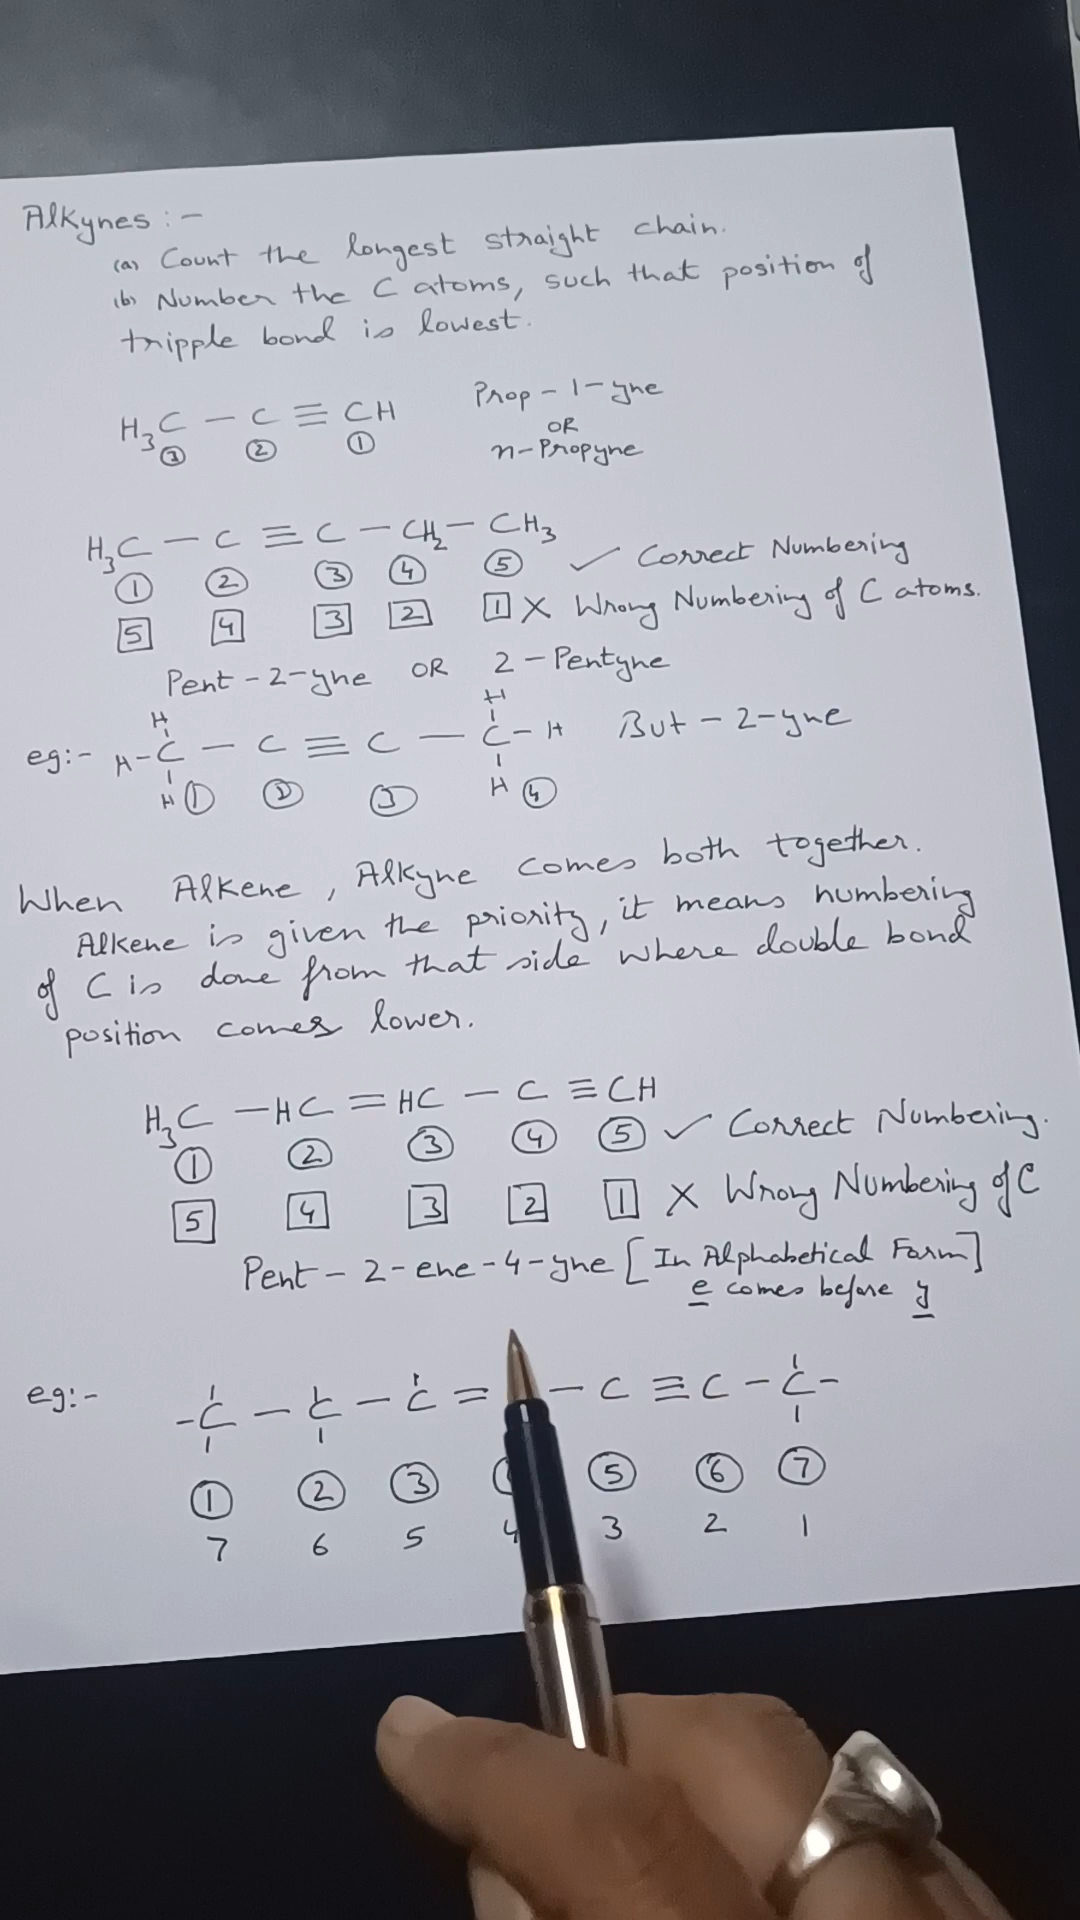 Alkynes :-
(a) Count the longest straight chain.
(b) Number the C atoms, such that position of
tripple bond is lowest.
H₃C - C ≡ CH Prop - 1 - yne
③ ② ① OR
n-Propyne
H₃C - C ≡ C - CH₂ - CH₃
① ② ③ ④ ⑤ ✓ Correct Numbering
5 4 3 2 1 X Wrong Numbering of C atoms.
Pent - 2 - yne OR 2 - Pentyne
H H
eg:- H - C - C ≡ C - C - H But - 2 - yne
H ① ② ③ H ④
When Alkene, Alkyne comes both together.
Alkene is given the priority, it means numbering
of C is done from that side where double bond
position comes lower.
H₃C - HC = HC - C ≡ CH
① ② ③ ④ ⑤ ✓ Correct Numbering.
5 4 3 2 1 X Wrong Numbering of C
Pent - 2 - ene - 4 - yne [In Alphabetical Form]
e comes before y
eg:- - C - C - C = - C ≡ C - C -
① ② ③ ⑤ ⑥ ⑦
7 6 5 4 3 2 1